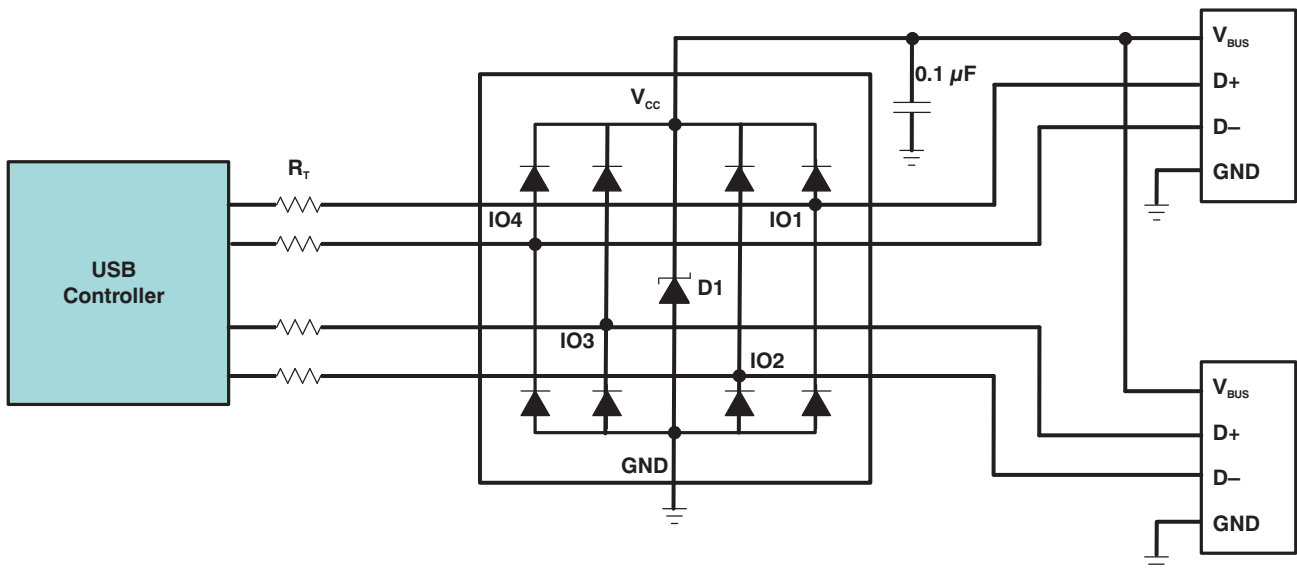 V_BUS
0.1 µF
D+
V_CC
D–
R_T
GND
IO4
IO1
USB
Controller
D1
IO3
IO2
V_BUS
D+
GND
D–
GND